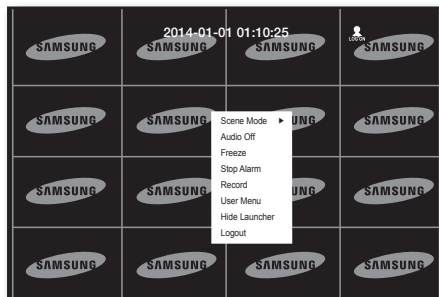 2014-01-01 01:10:25
LOG ON
SAMSUNG SAMSUNG SAMSUNG SAMSUNG
SAMSUNG SAMSUNG SAMSUNG SAMSUNG
SAMSUNG SAMSUNG SAMSUNG SAMSUNG
SAMSUNG SAMSUNG SAMSUNG SAMSUNG
Scene Mode
Audio Off
Freeze
Stop Alarm
Record
User Menu
Hide Launcher
Logout